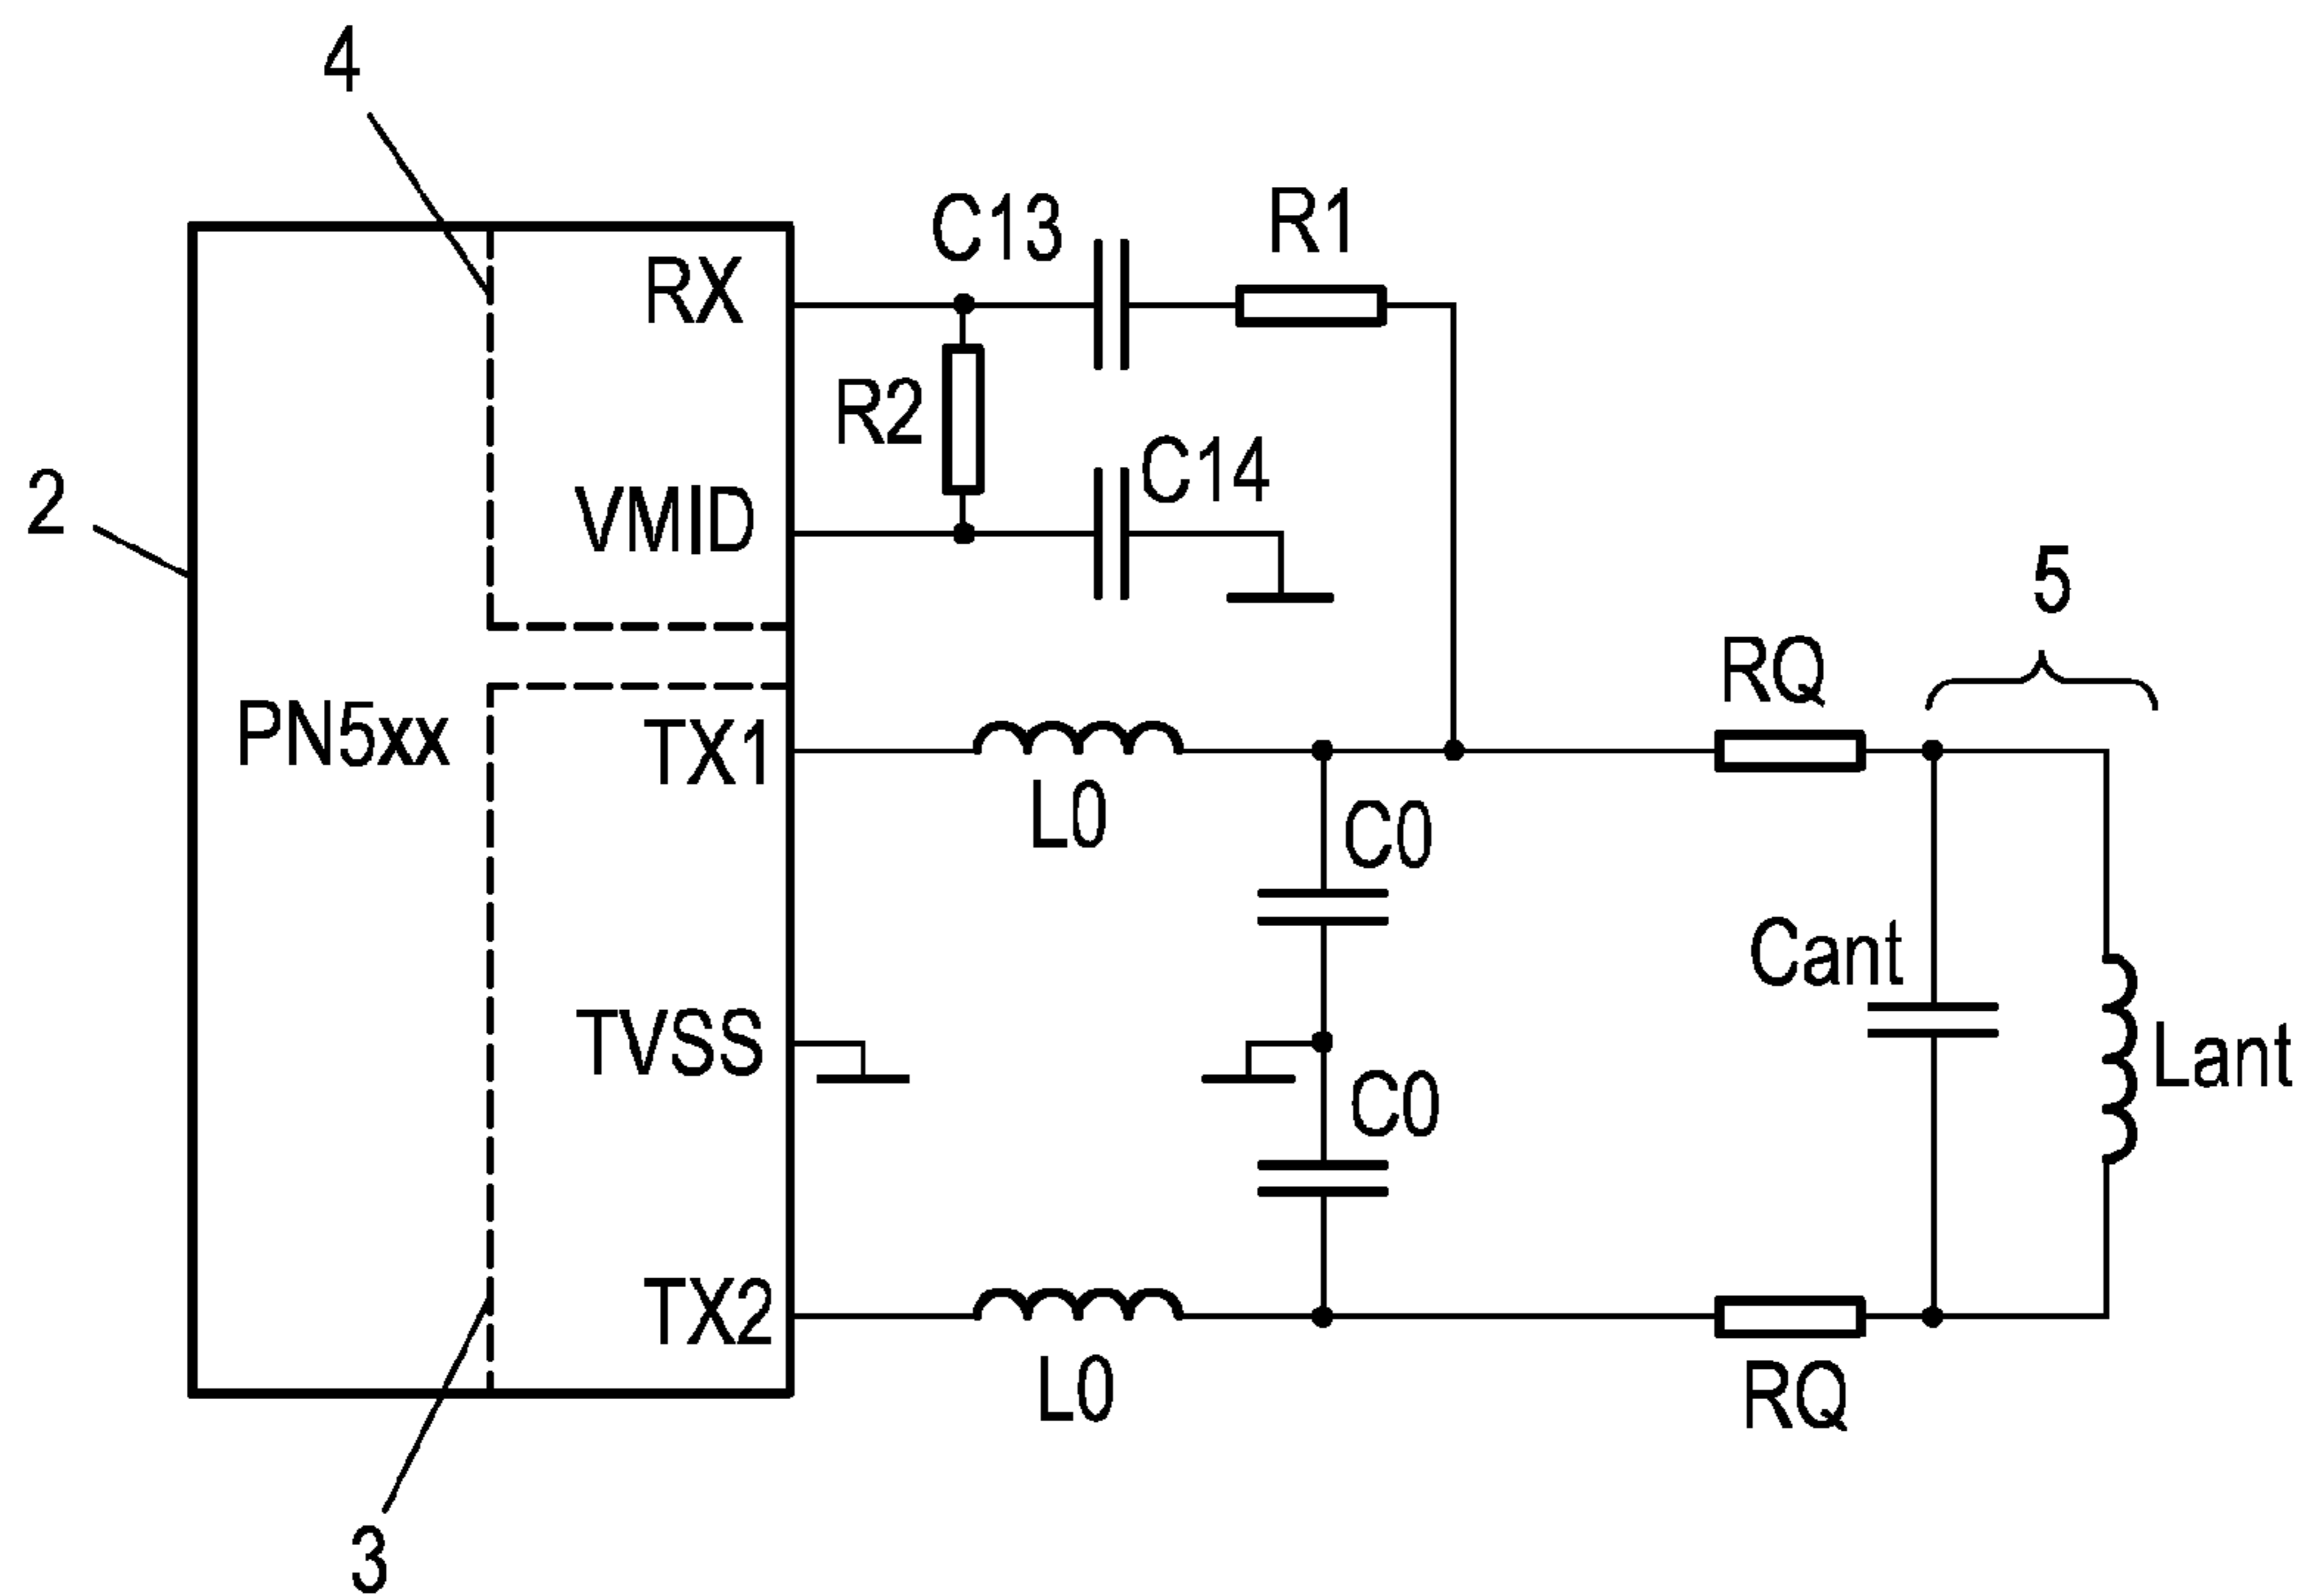 4
C13
R1
RX
R2
C14
2
VMID
5
RQ
PN5xx
TX1
L0
C0
Cant
TVSS
Lant
C0
TX2
L0
RQ
3